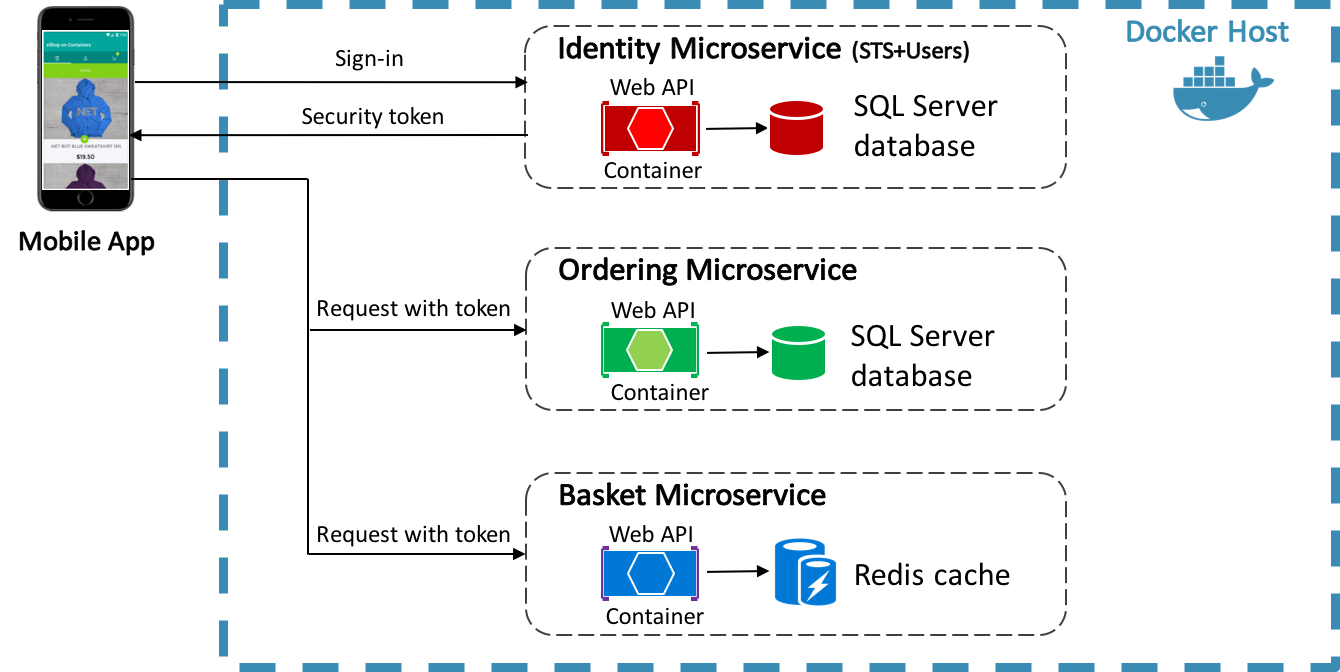 eShop on Containers
.NET
.NET BOT BLUE SWEATSHIRT (M)
$19.50
Mobile App
Sign-in
Security token
Request with token
Request with token
Docker Host
Identity Microservice (STS+Users)
Web API
Container
SQL Server
database
Ordering Microservice
Web API
Container
SQL Server
database
Basket Microservice
Web API
Container
Redis cache